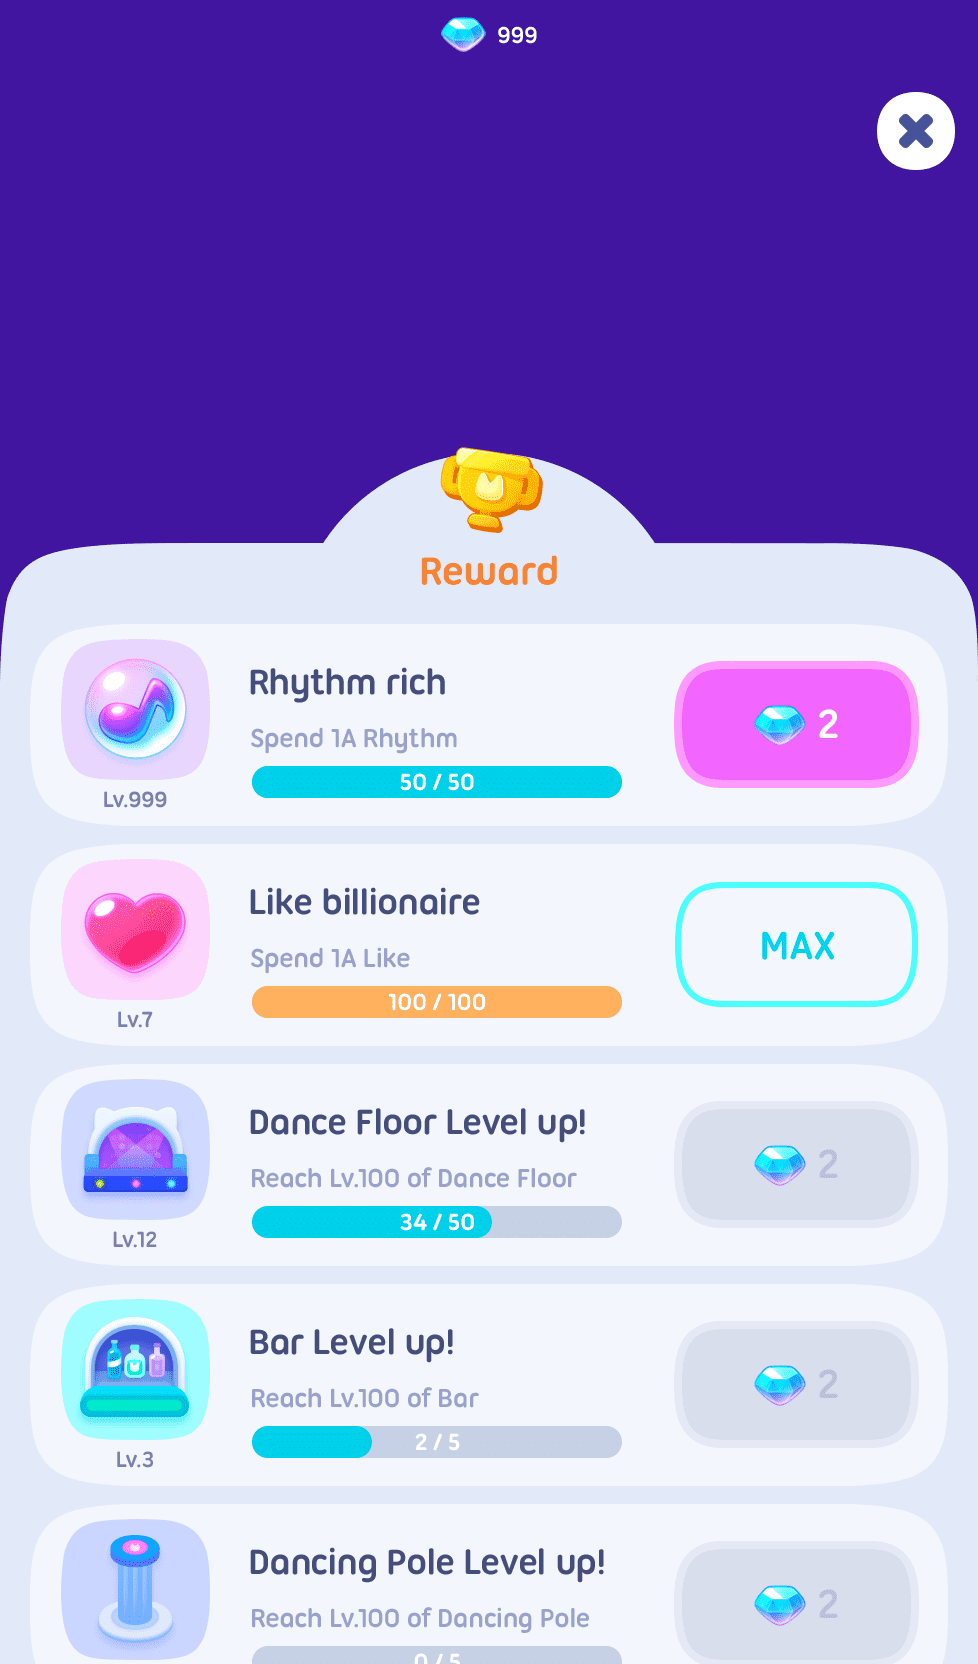 999
Reward
Rhythm rich
Spend 1A Rhythm
50 / 50
Lv.999
2
Like billionaire
Spend 1A Like
100 / 100
Lv.7
MAX
Dance Floor Level up!
Reach Lv.100 of Dance Floor
34 / 50
Lv.12
2
Bar Level up!
Reach Lv.100 of Bar
2 / 5
Lv.3
2
Dancing Pole Level up!
Reach Lv.100 of Dancing Pole
0 / 5
2